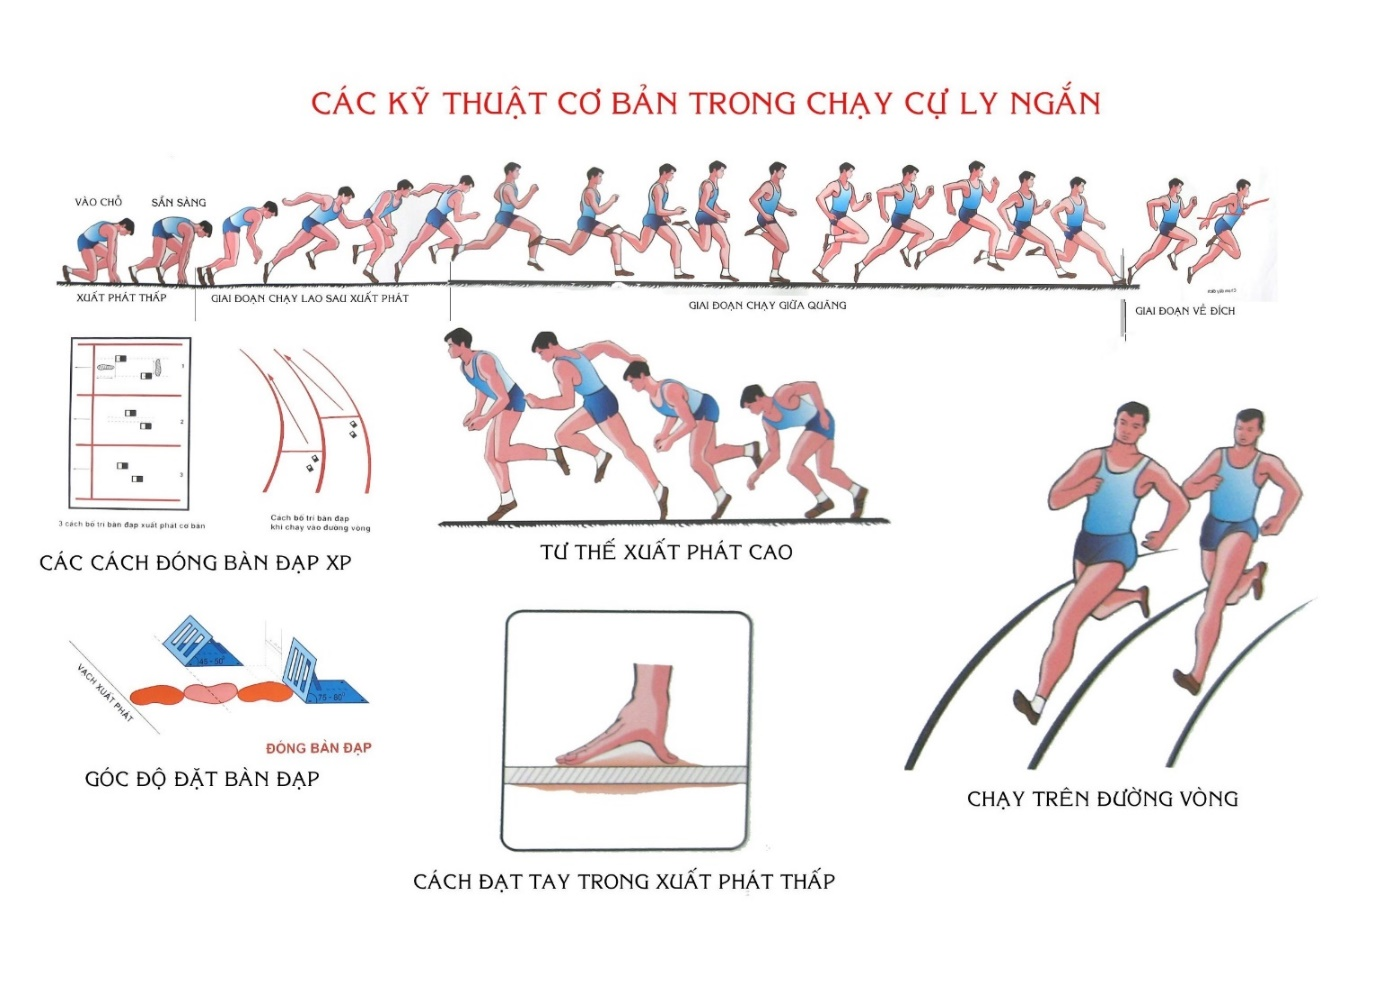 CÁC KỸ THUẬT CƠ BẢN TRONG CHẠY CỰ LY NGẮN
VÀO CHỖ
SẴN SÀNG
XUẤT PHÁT THẤP
GIAI ĐOẠN CHẠY LAO SAU XUẤT PHÁT
GIAI ĐOẠN CHẠY GIỮA QUÃNG
GIAI ĐOẠN VỀ ĐÍCH
1
2
3
3 cách bố trí bàn đạp xuất phát cơ bản
Cách bố trí bàn đạp
khi chạy vào đường vòng
CÁC CÁCH ĐÓNG BÀN ĐẠP XP
TƯ THẾ XUẤT PHÁT CAO
VẠCH XUẤT PHÁT
ĐÓNG BÀN ĐẠP
GÓC ĐỘ ĐẶT BÀN ĐẠP
CHẠY TRÊN ĐƯỜNG VÒNG
CÁCH ĐẠT TAY TRONG XUẤT PHÁT THẤP